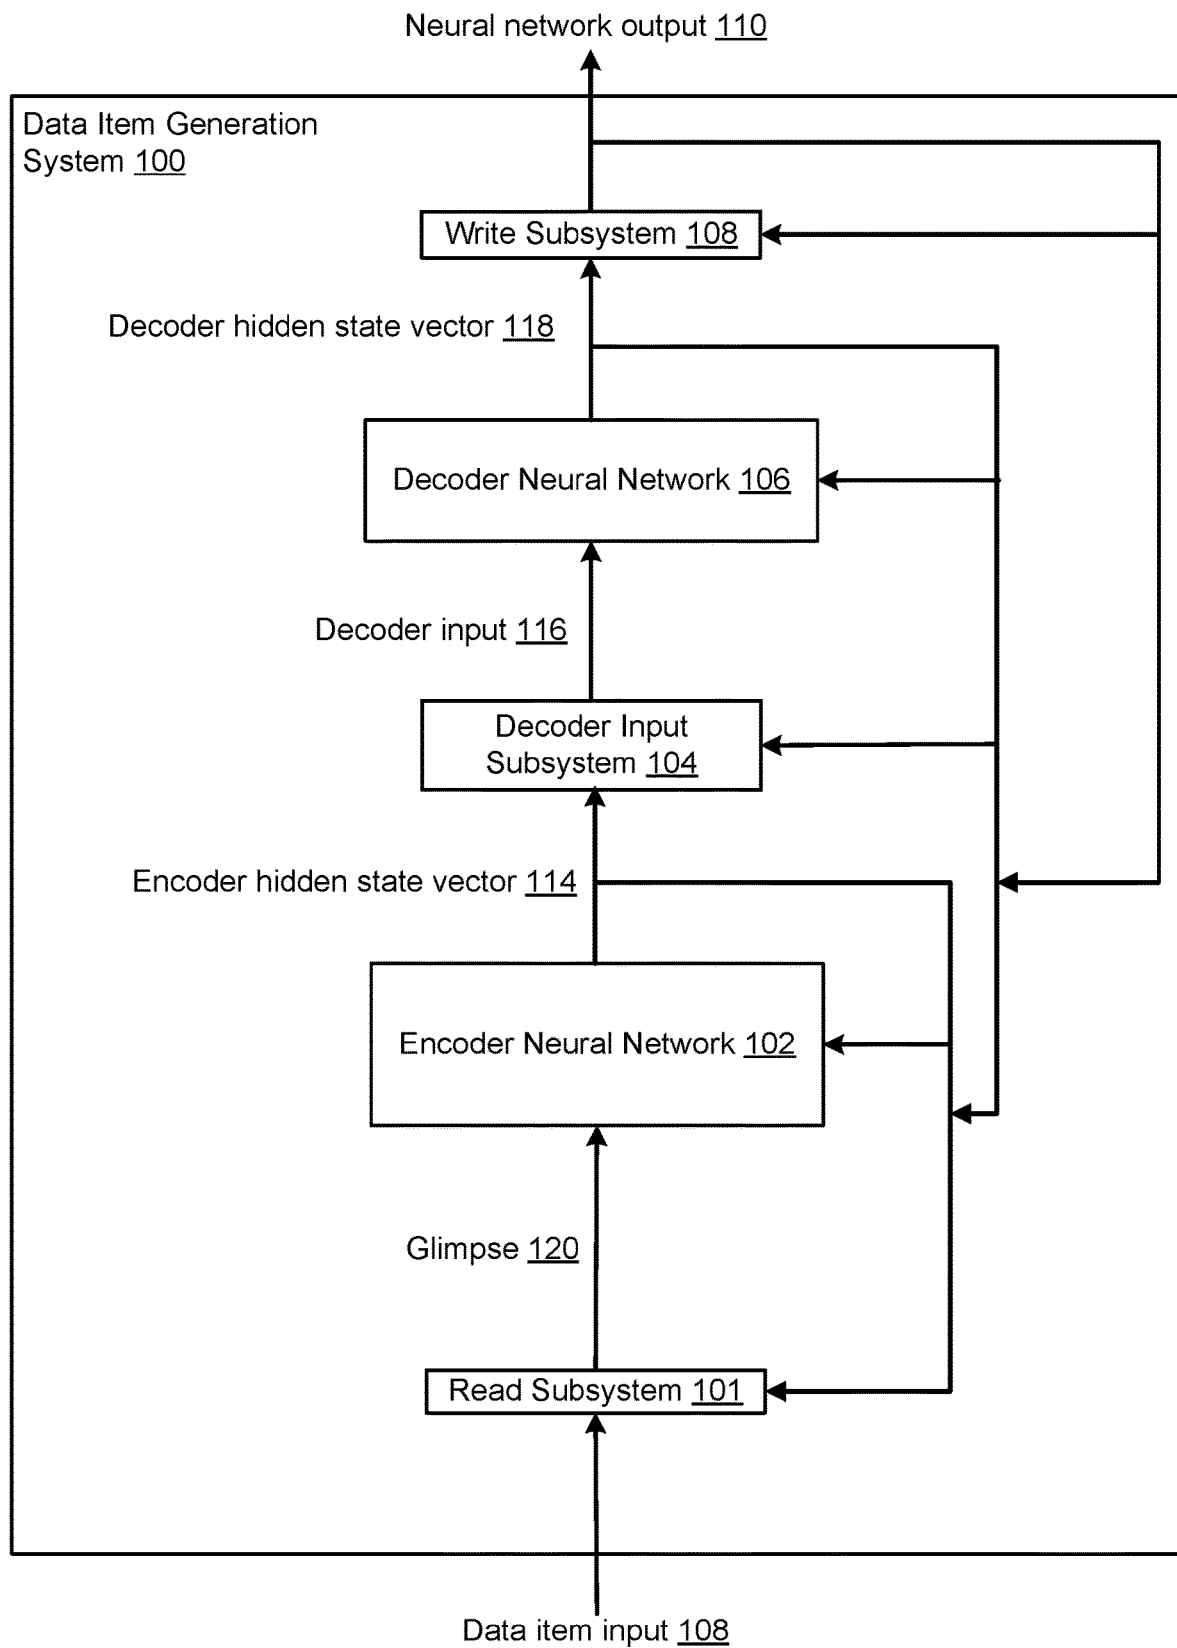 Neural network output 110
Data Item Generation
System 100
Write Subsystem 108
Decoder hidden state vector 118
Decoder Neural Network 106
Decoder input 116
Decoder Input
Subsystem 104
Encoder hidden state vector 114
Encoder Neural Network 102
Glimpse 120
Read Subsystem 101
Data item input 108